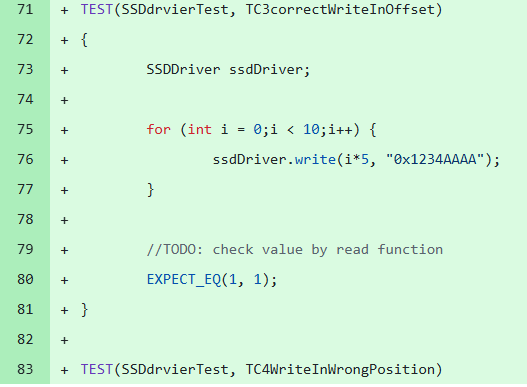 71 + TEST(SSDdrvierTest, TC3correctWriteInOffset)
72 + {
73 + SSDDriver ssdDriver;
74 +
75 + for (int i = 0;i < 10;i++) {
76 + ssdDriver.write(i*5, "0x1234AAAA");
77 + }
78 +
79 + //TODO: check value by read function
80 + EXPECT_EQ(1, 1);
81 + }
82 +
83 + TEST(SSDdrvierTest, TC4WriteInWrongPosition)